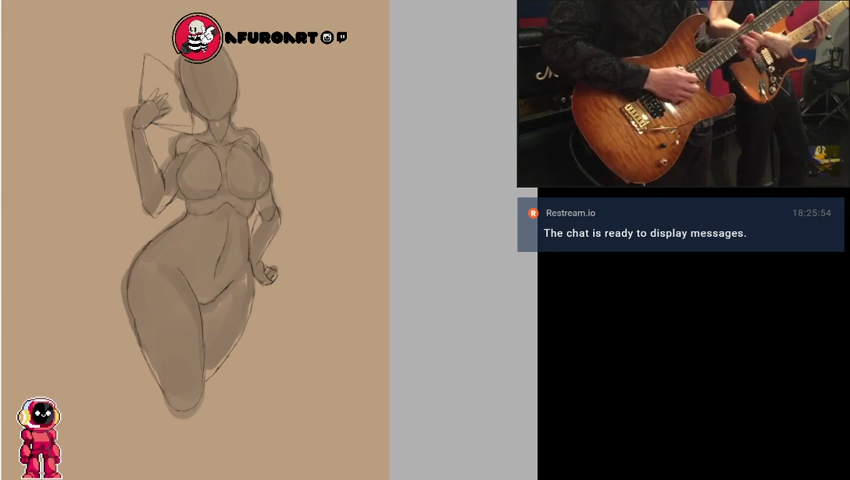 AFUROART
Restream.io 18:25:54
The chat is ready to display messages.